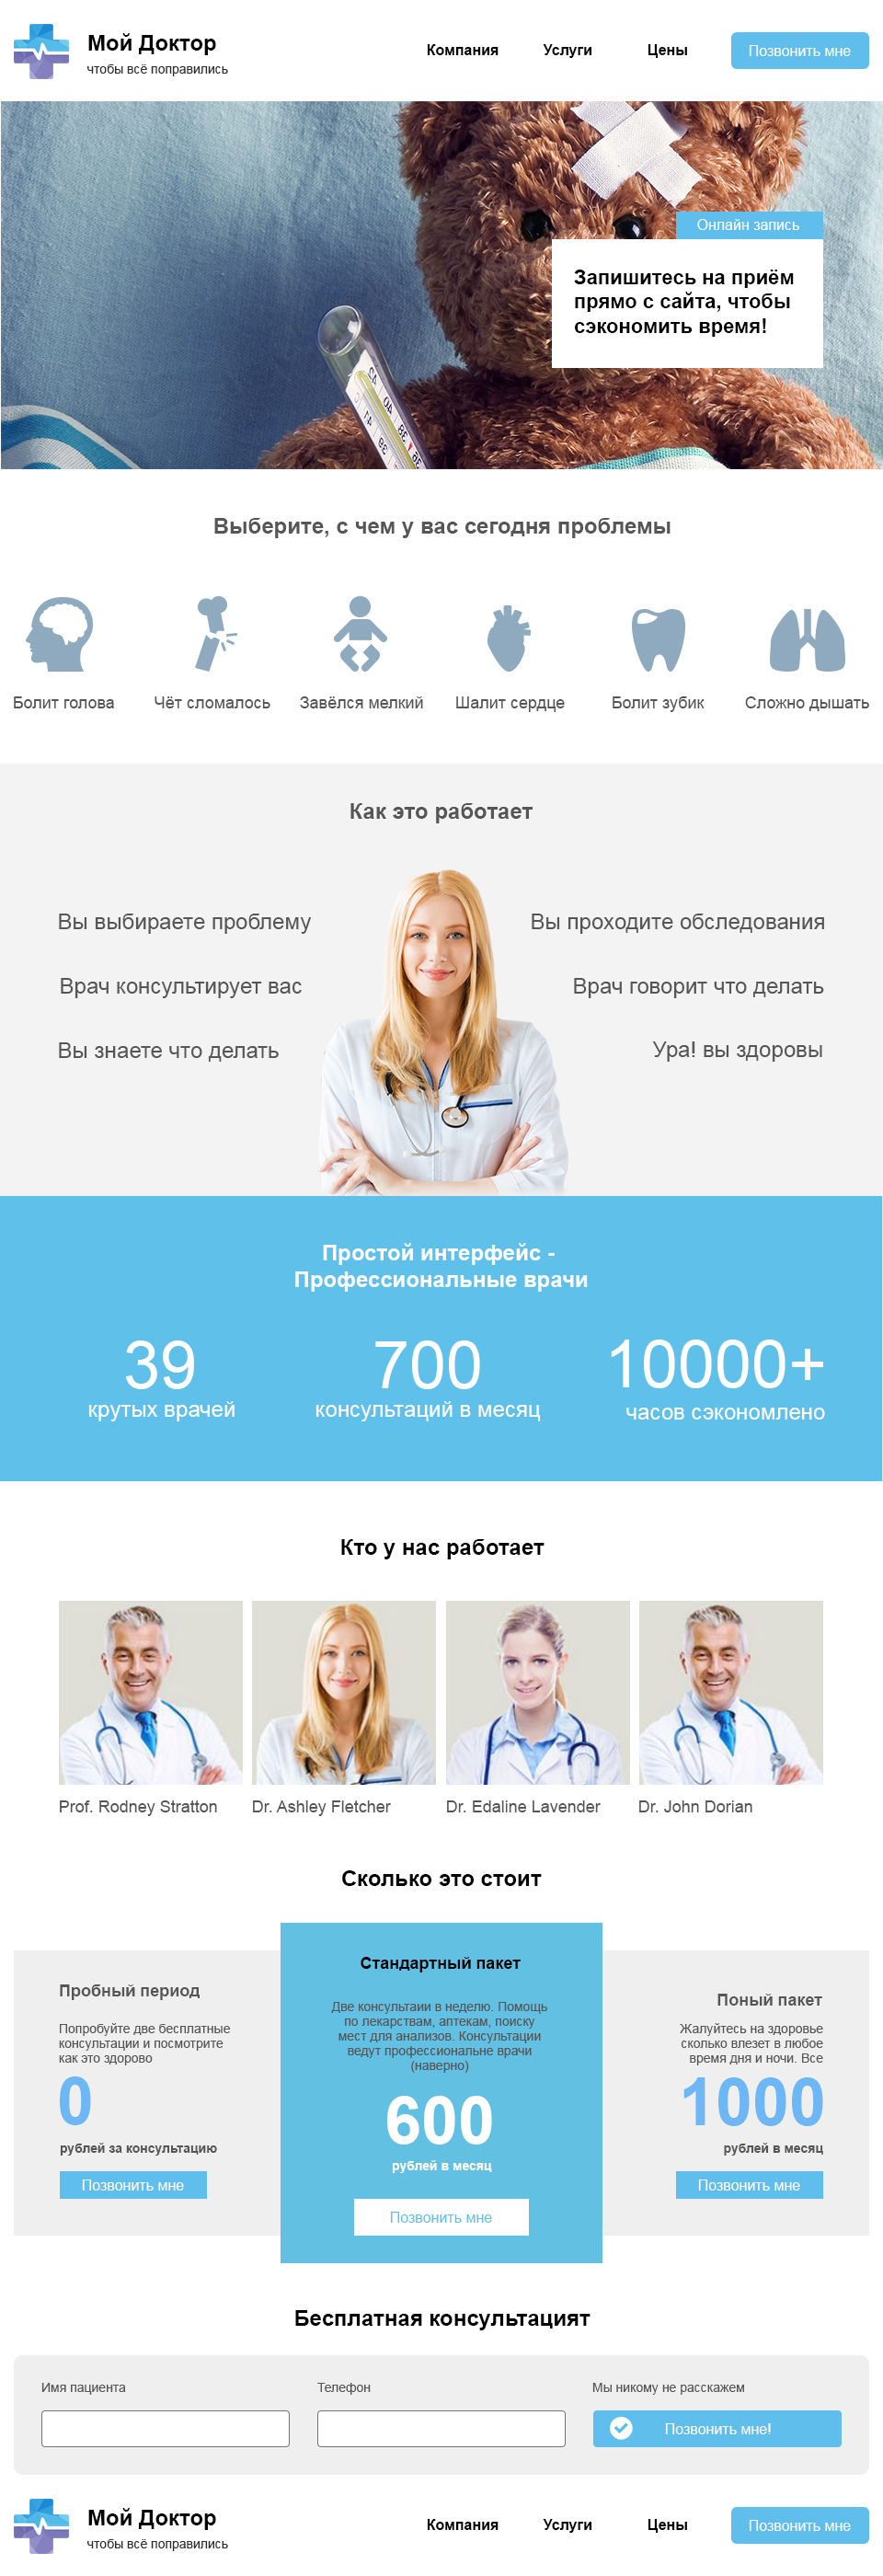 Мой Доктор
чтобы всё поправились
Компания
Услуги
Цены
Позвонить мне
Онлайн запись
Запишитесь на приём
прямо с сайта, чтобы
сэкономить время!
42
40
38
36
Выберите, с чем у вас сегодня проблемы
Болит голова
Чёт сломалось
Завёлся мелкий
Шалит сердце
Болит зубик
Сложно дышать
Как это работает
Вы выбираете проблему
Врач консультирует вас
Вы знаете что делать
Вы проходите обследования
Врач говорит что делать
Ура! вы здоровы
Простой интерфейс -
Профессиональные врачи
39
крутых врачей
700
консультаций в месяц
10000+
часов сэкономлено
Кто у нас работает
Prof. Rodney Stratton
Dr. Ashley Fletcher
Dr. Edaline Lavender
Dr. John Dorian
Сколько это стоит
Пробный период
Попробуйте две бесплатные
консультации и посмотрите
как это здорово
0
рублей за консультацию
Позвонить мне
Стандартный пакет
Две консультаии в неделю. Помощь
по лекарствам, аптекам, поиску
мест для анализов. Консультации
ведут профессиональне врачи
(наверно)
600
рублей в месяц
Позвонить мне
Поный пакет
Жалуйтесь на здоровье
сколько влезет в любое
время дня и ночи. Все
1000
рублей в месяц
Позвонить мне
Бесплатная консультацият
Имя пациента
Телефон
Мы никому не расскажем
Позвонить мне!
Мой Доктор
чтобы всё поправились
Компания
Услуги
Цены
Позвонить мне